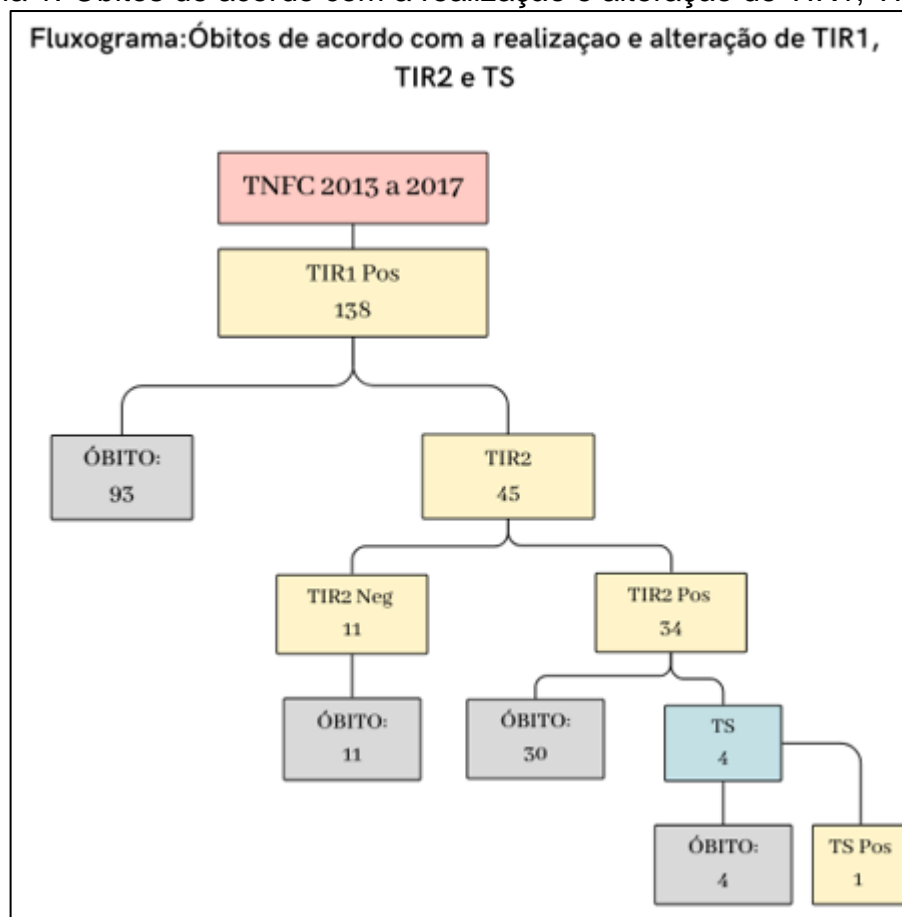 Fluxograma:Óbitos de acordo com a realizaçao e alteração de TIR1,
TIR2 e TS
TNFC 2013 a 2017
TIR1 Pos
138
ÓBITO:
93
TIR2
45
TIR2 Neg
11
TIR2 Pos
34
ÓBITO:
11
ÓBITO:
30
TS
4
ÓBITO:
4
TS Pos
1